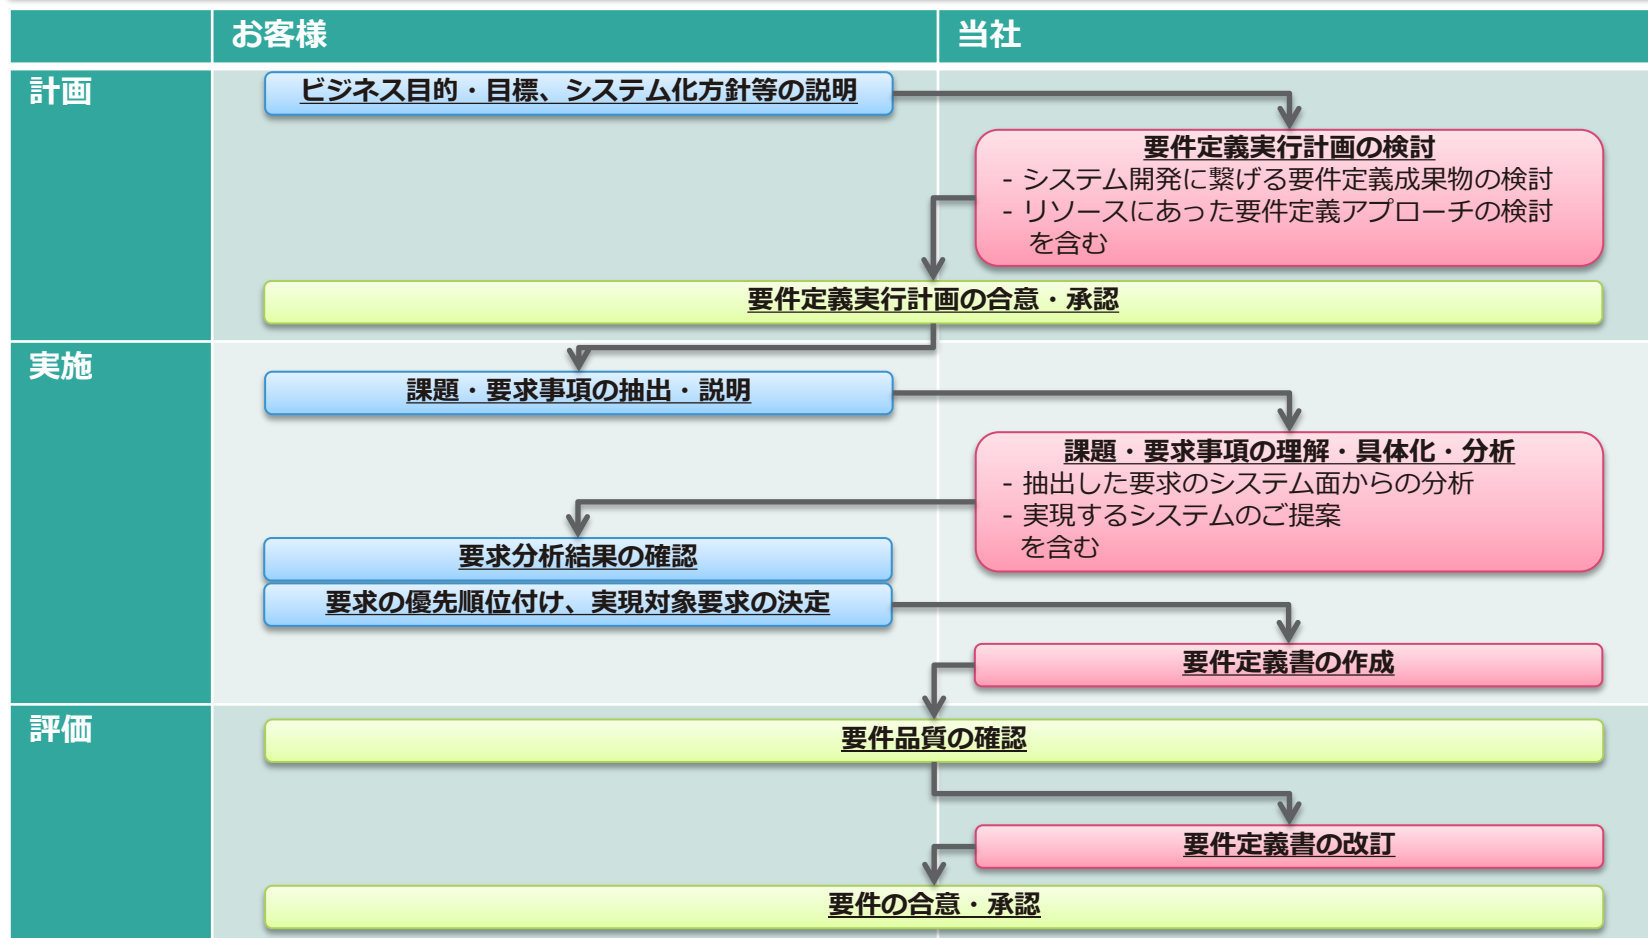 お客様
当社
計画
ビジネス目的・目標、システム化方針等の説明
要件定義実行計画の検討
- システム開発に繋げる要件定義成果物の検討
- リソースにあった要件定義アプローチの検討
を含む
要件定義実行計画の合意・承認
実施
課題・要求事項の抽出・説明
課題・要求事項の理解・具体化・分析
- 抽出した要求のシステム面からの分析
- 実現するシステムのご提案
を含む
要求分析結果の確認
要求の優先順位付け、実現対象要求の決定
要件定義書の作成
評価
要件品質の確認
要件定義書の改訂
要件の合意・承認